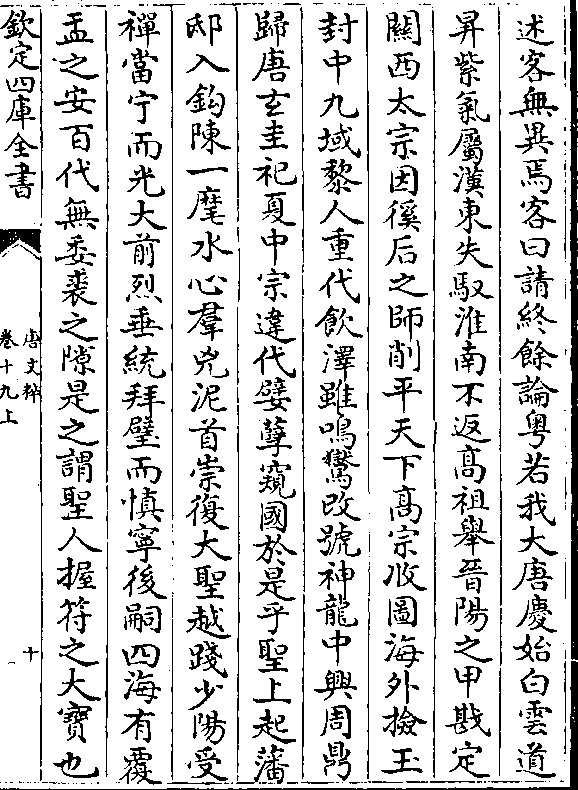 述客無異焉客曰請終餘論粤若我大唐慶始白雲道
昇紫氣屬漢東失馭淮南不返髙祖舉晉陽之甲戡定
關西太宗因徯后之師削平天下髙宗收圖海外撿玉
封中九域黎人重代飲澤雖鳴鸞改號神龍中興周鼎
歸唐玄圭祀夏中宗違代嬖孽窺國於是乎聖上起藩
邸入鈎陳一麾水心羣兇泥首崇復大聖越踐少陽受
禪當宁而光大前烈垂統拜璧而慎寧後嗣四海有覆
盂之安百代無委裘之隙是之謂聖人握符之大寶也
欽定四庫全書
唐文粹
卷十九上
十